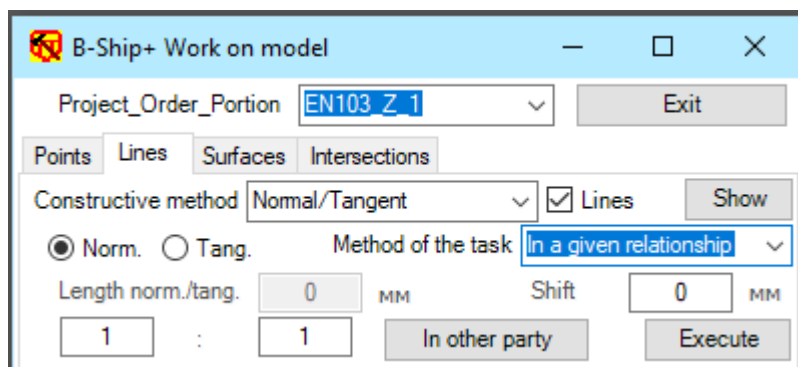 B-Ship+ Work on model
Project_Order_Portion EN103_Z_1 Exit
Points Lines Surfaces Intersections
Constructive method Normal/Tangent Lines Show
Norm. Tang. Method of the task In a given relationship
Length norm./tang. 0 мм Shift 0 мм
1 : 1 In other party Execute